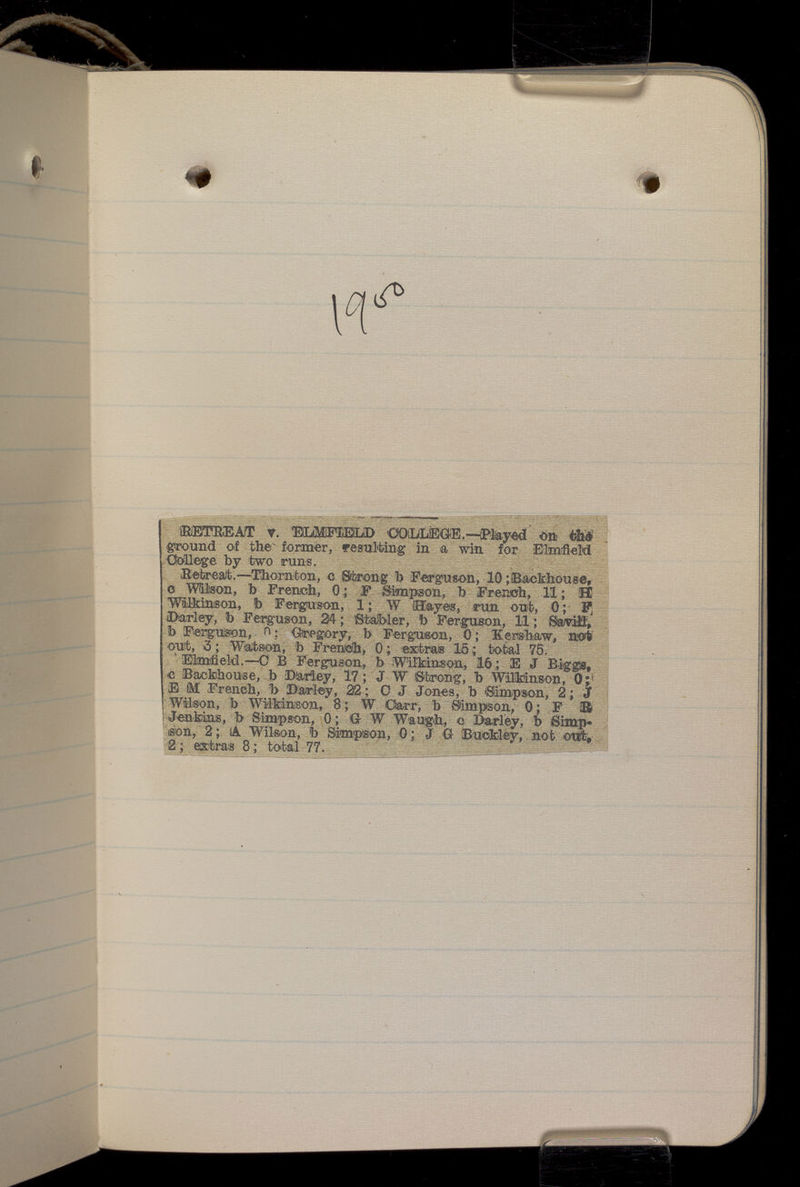 190
RETREAT v. ELMFIELD COLLEGE.—Played on the
ground of the former, resulting in a win for Elmfield
College by two runs.
Retreat.—Thornton, c Strong b Ferguson, 10; Backhouse,
c Wilson, b French, 0; F Simpson, b French, 11; H
Wilkinson, b Ferguson, 1; W Hayes, run out, 0; F
Darley, b Ferguson, 24; Stabler, b Ferguson, 11; Savill,
b Ferguson, 0; Gregory, b Ferguson, 0; Kershaw, not
out, 3; Watson, b French, 0; extras 15; total 75.
Elmfield.—C B Ferguson, b Wilkinson, 16; E J Biggs,
c Backhouse, b Darley, 17; J W Strong, b Wilkinson, 0;
E M French, b Darley, 22; C J Jones, b Simpson, 2; J
Wilson, b Wilkinson, 8; W Carr, b Simpson, 0; F B
Jenkins, b Simpson, 0; G W Waugh, c Darley, b Simp-
son, 2; A Wilson, b Simpson, 0; J G Buckley, not out,
2; extras 8; total 77.